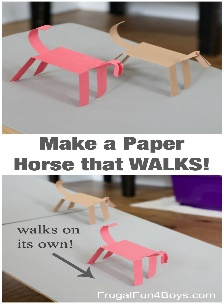 Make a Paper
Horse that WALKS!
walks on
its own!
FrugalFun4Boys.com